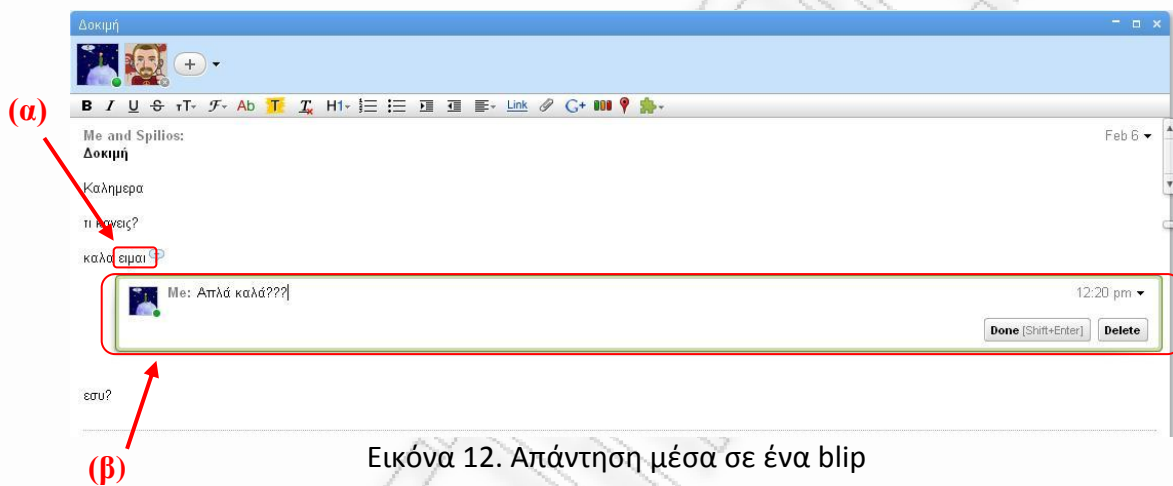 Δοκιμή
B I U S тT F Ab T T H1 Link G+
(α)
Me and Spilios: Feb 6
Δοκιμή
Καλημερα
τι κανεις?
καλα ειμαι
Me: Απλά καλά??? 12:20 pm
Done [Shift+Enter] Delete
εσυ?
(β)
Εικόνα 12. Απάντηση μέσα σε ένα blip